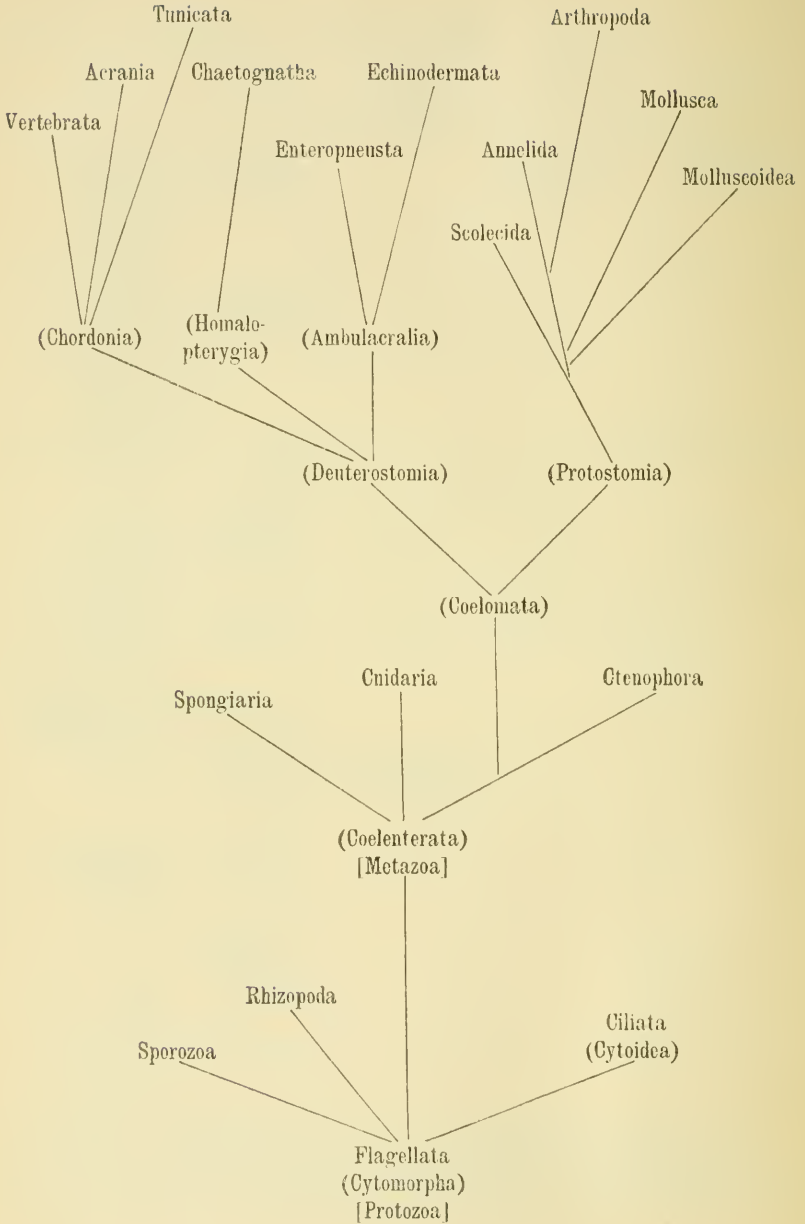 Tunicata
Arthropoda
Acrania
Chaetognatha
Echinodermata
Mollusca
Vertebrata
Enteropneusta
Annelida
Molluscoidea
Scolecida
(Chordonia)
(Homalo-
pterygia)
(Ambulacralia)
(Deuterostomia)
(Protostomia)
(Coelomata)
Spongiaria
Cnidaria
Ctenophora
(Coelenterata)
[Metazoa]
Rhizopoda
Sporozoa
Ciliata
(Cytoidea)
Flagellata
(Cytomorpha)
[Protozoa]